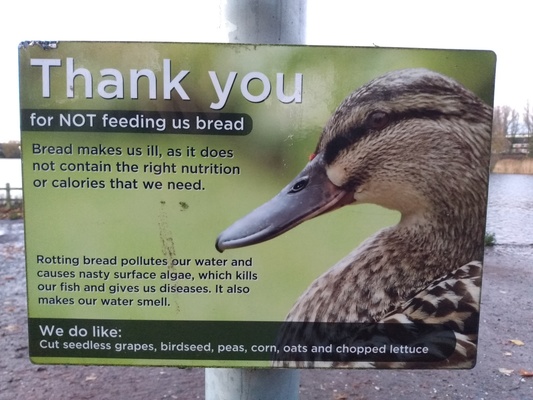 Thank you
for NOT feeding us bread
Bread makes us ill, as it does
not contain the right nutrition
or calories that we need.
Rotting bread pollutes our water and
causes nasty surface algae, which kills
our fish and gives us diseases. It also
makes our water smell.
We do like:
Cut seedless grapes, birdseed, peas, corn, oats and chopped lettuce